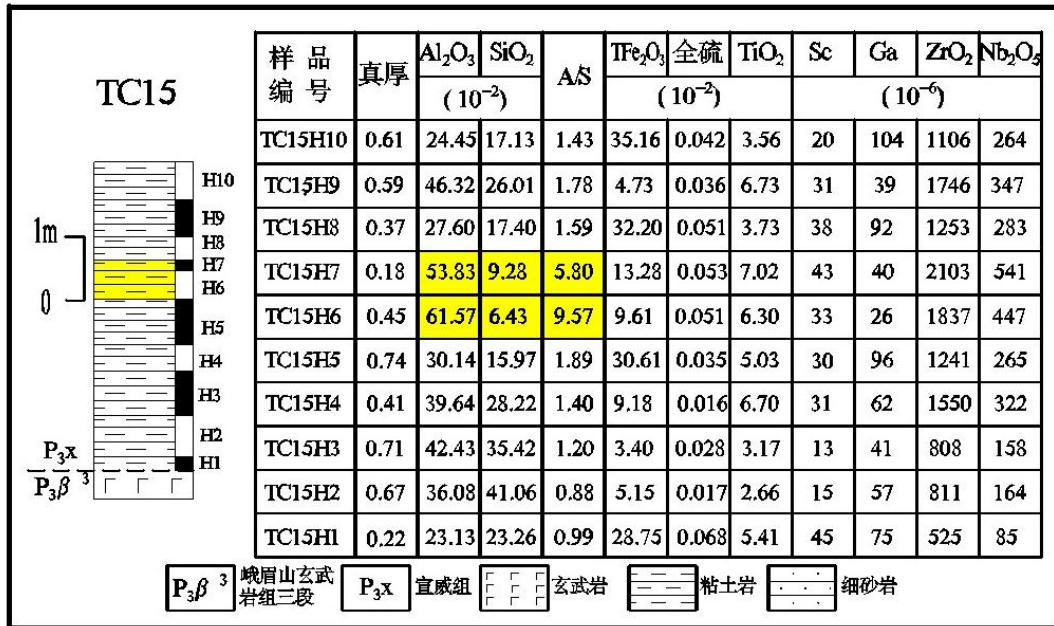 TC15
样品编号 真厚 Al₂O₃ SiO₂ A/S TFe₂O₃ 全硫 TiO₂ Sc Ga ZrO₂ Nb₂O₅
(10⁻²) (10⁻²) (10⁻⁶)
TC15H10 0.61 24.45 17.13 1.43 35.16 0.042 3.56 20 104 1106 264
TC15H9 0.59 46.32 26.01 1.78 4.73 0.036 6.73 31 39 1746 347
TC15H8 0.37 27.60 17.40 1.59 32.20 0.051 3.73 38 92 1253 283
TC15H7 0.18 53.83 9.28 5.80 13.28 0.053 7.02 43 40 2103 541
TC15H6 0.45 61.57 6.43 9.57 9.61 0.051 6.30 33 26 1837 447
TC15H5 0.74 30.14 15.97 1.89 30.61 0.035 5.03 30 96 1241 265
TC15H4 0.41 39.64 28.22 1.40 9.18 0.016 6.70 31 62 1550 322
TC15H3 0.71 42.43 35.42 1.20 3.40 0.028 3.17 13 41 808 158
TC15H2 0.67 36.08 41.06 0.88 5.15 0.017 2.66 15 57 811 164
TC15H1 0.22 23.13 23.26 0.99 28.75 0.068 5.41 45 75 525 85
H10
H9
1m
H8
H7
H6
0
H5
H4
H3
H2
P₃x
H1
P₃β³
P₃β³ 峨眉山玄武岩组三段 P₃x 宣威组 玄武岩 粘土岩 细砂岩